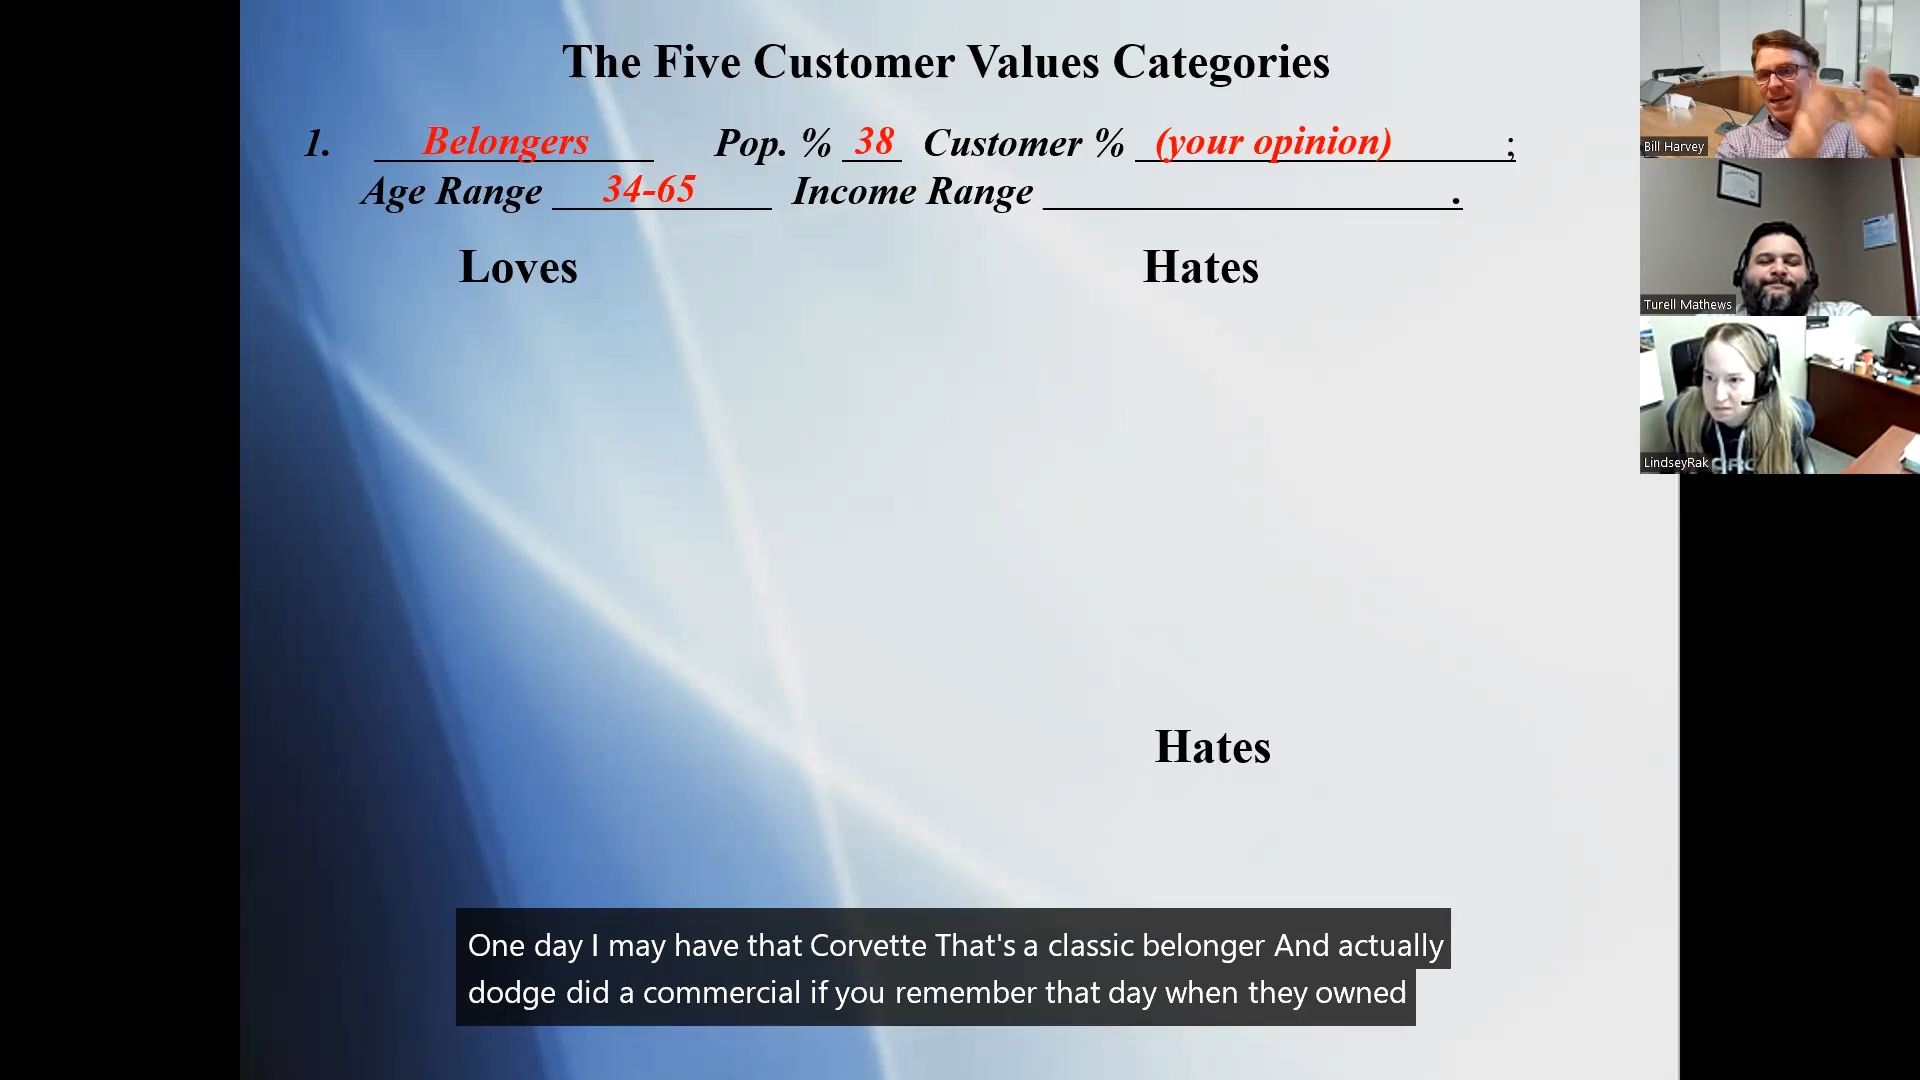 The Five Customer Values Categories
1. Belongers Pop. % 38 Customer % (your opinion) ;
Age Range 34-65 Income Range .
Loves Hates
Hates
One day I may have that Corvette That's a classic belonger And actually
dodge did a commercial if you remember that day when they owned
Bill Harvey
Turell Mathews
LindseyRak